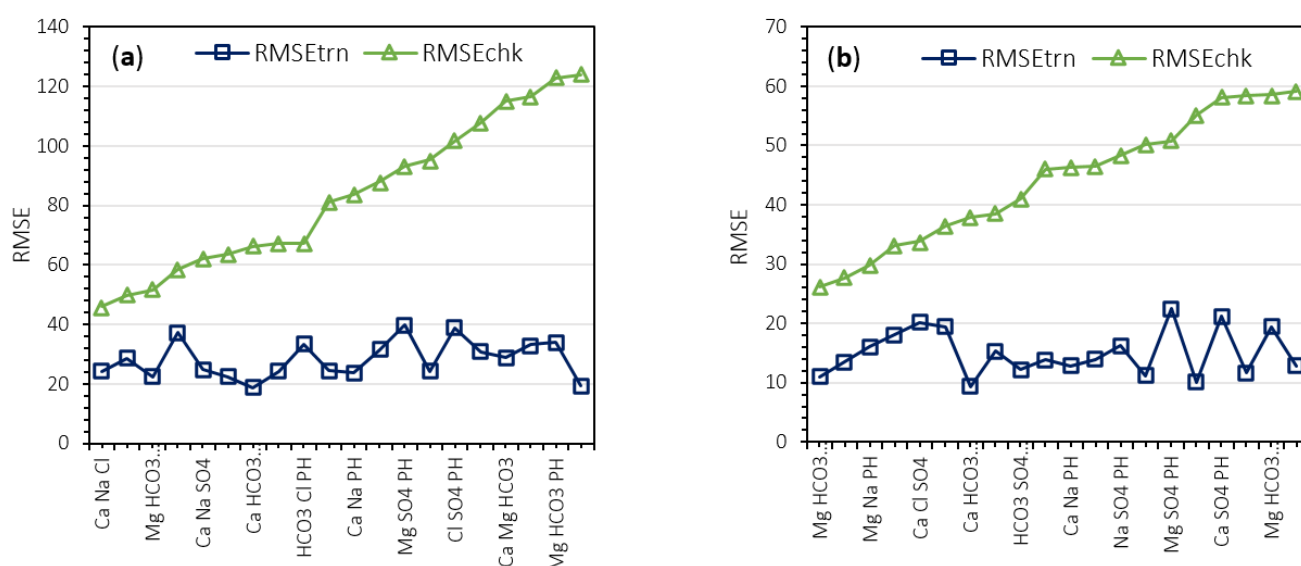 (a)
RMSEtrn
RMSEchk
RMSE
140
120
100
80
60
40
20
0
Ca Na Cl
Mg HCO3...
Ca Na SO4
Ca HCO3...
HCO3 Cl PH
Ca Na PH
Mg SO4 PH
Cl SO4 PH
Ca Mg HCO3
Mg HCO3 PH
(b)
RMSEtrn
RMSEchk
RMSE
70
60
50
40
30
20
10
0
Mg HCO3...
Mg Na PH
Ca Cl SO4
Ca HCO3...
HCO3 SO4...
Ca Na PH
Na SO4 PH
Mg SO4 PH
Ca SO4 PH
Mg HCO3...